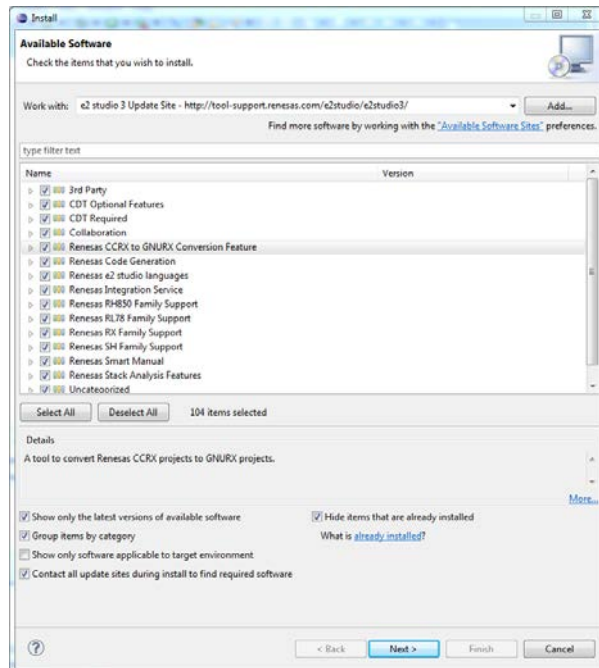 Install
Available Software
Check the items that you wish to install.
Work with: e2 studio 3 Update Site - http://tool-support.renesas.com/e2studio/e2studio3/ Add...
Find more software by working with the "Available Software Sites" preferences.
type filter text
Name Version
3rd Party
CDT Optional Features
CDT Required
Collaboration
Renesas CCRX to GNURX Conversion Feature
Renesas Code Generation
Renesas e2 studio languages
Renesas Integration Service
Renesas RH850 Family Support
Renesas RL78 Family Support
Renesas RX Family Support
Renesas SH Family Support
Renesas Smart Manual
Renesas Stack Analysis Features
Uncategorized
Select All Deselect All 104 items selected
Details
A tool to convert Renesas CCRX projects to GNURX projects.
More...
Show only the latest versions of available software Hide items that are already installed
Group items by category What is already installed?
Show only software applicable to target environment
Contact all update sites during install to find required software
? < Back Next > Finish Cancel